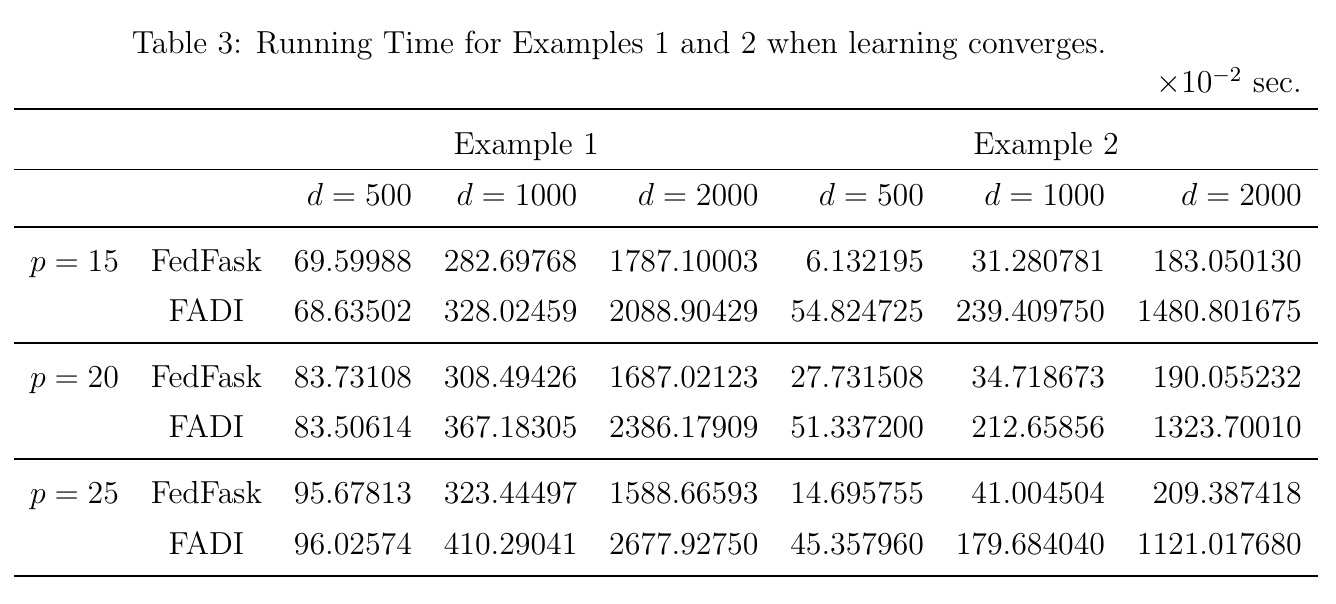 Table 3: Running Time for Examples 1 and 2 when learning converges.
×10⁻² sec.
Example 1 Example 2
d = 500 d = 1000 d = 2000 d = 500 d = 1000 d = 2000
p = 15 FedFask 69.59988 282.69768 1787.10003 6.132195 31.280781 183.050130
FADI 68.63502 328.02459 2088.90429 54.824725 239.409750 1480.801675
p = 20 FedFask 83.73108 308.49426 1687.02123 27.731508 34.718673 190.055232
FADI 83.50614 367.18305 2386.17909 51.337200 212.65856 1323.70010
p = 25 FedFask 95.67813 323.44497 1588.66593 14.695755 41.004504 209.387418
FADI 96.02574 410.29041 2677.92750 45.357960 179.684040 1121.017680